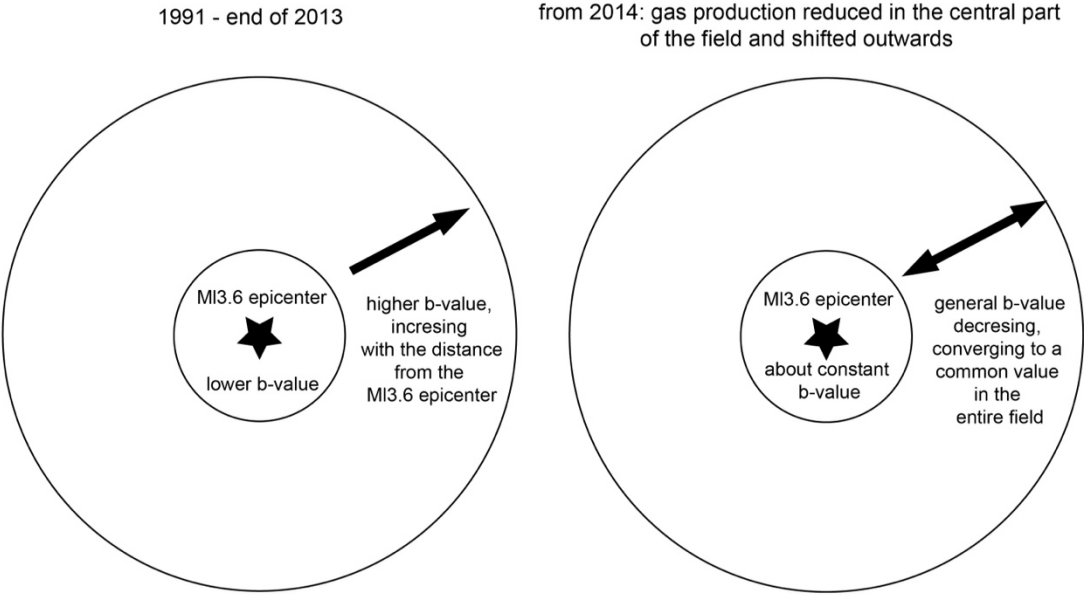 1991 - end of 2013
Ml3.6 epicenter
lower b-value
higher b-value,
incresing
with the distance
from the
Ml3.6 epicenter
from 2014: gas production reduced in the central part
of the field and shifted outwards
Ml3.6 epicenter
about constant
b-value
general b-value
decresing,
converging to a
common value
in the
entire field